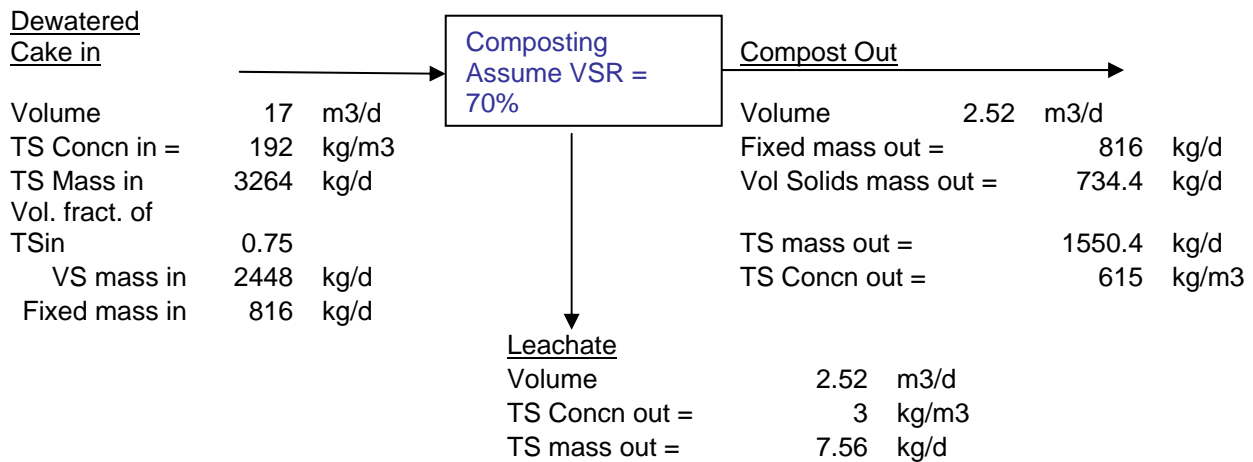 Dewatered
Cake in
Volume 17 m3/d
TS Concn in = 192 kg/m3
TS Mass in 3264 kg/d
Vol. fract. of
TSin 0.75
VS mass in 2448 kg/d
Fixed mass in 816 kg/d
Composting
Assume VSR =
70%
Compost Out
Volume 2.52 m3/d
Fixed mass out = 816 kg/d
Vol Solids mass out = 734.4 kg/d
TS mass out = 1550.4 kg/d
TS Concn out = 615 kg/m3
Leachate
Volume 2.52 m3/d
TS Concn out = 3 kg/m3
TS mass out = 7.56 kg/d